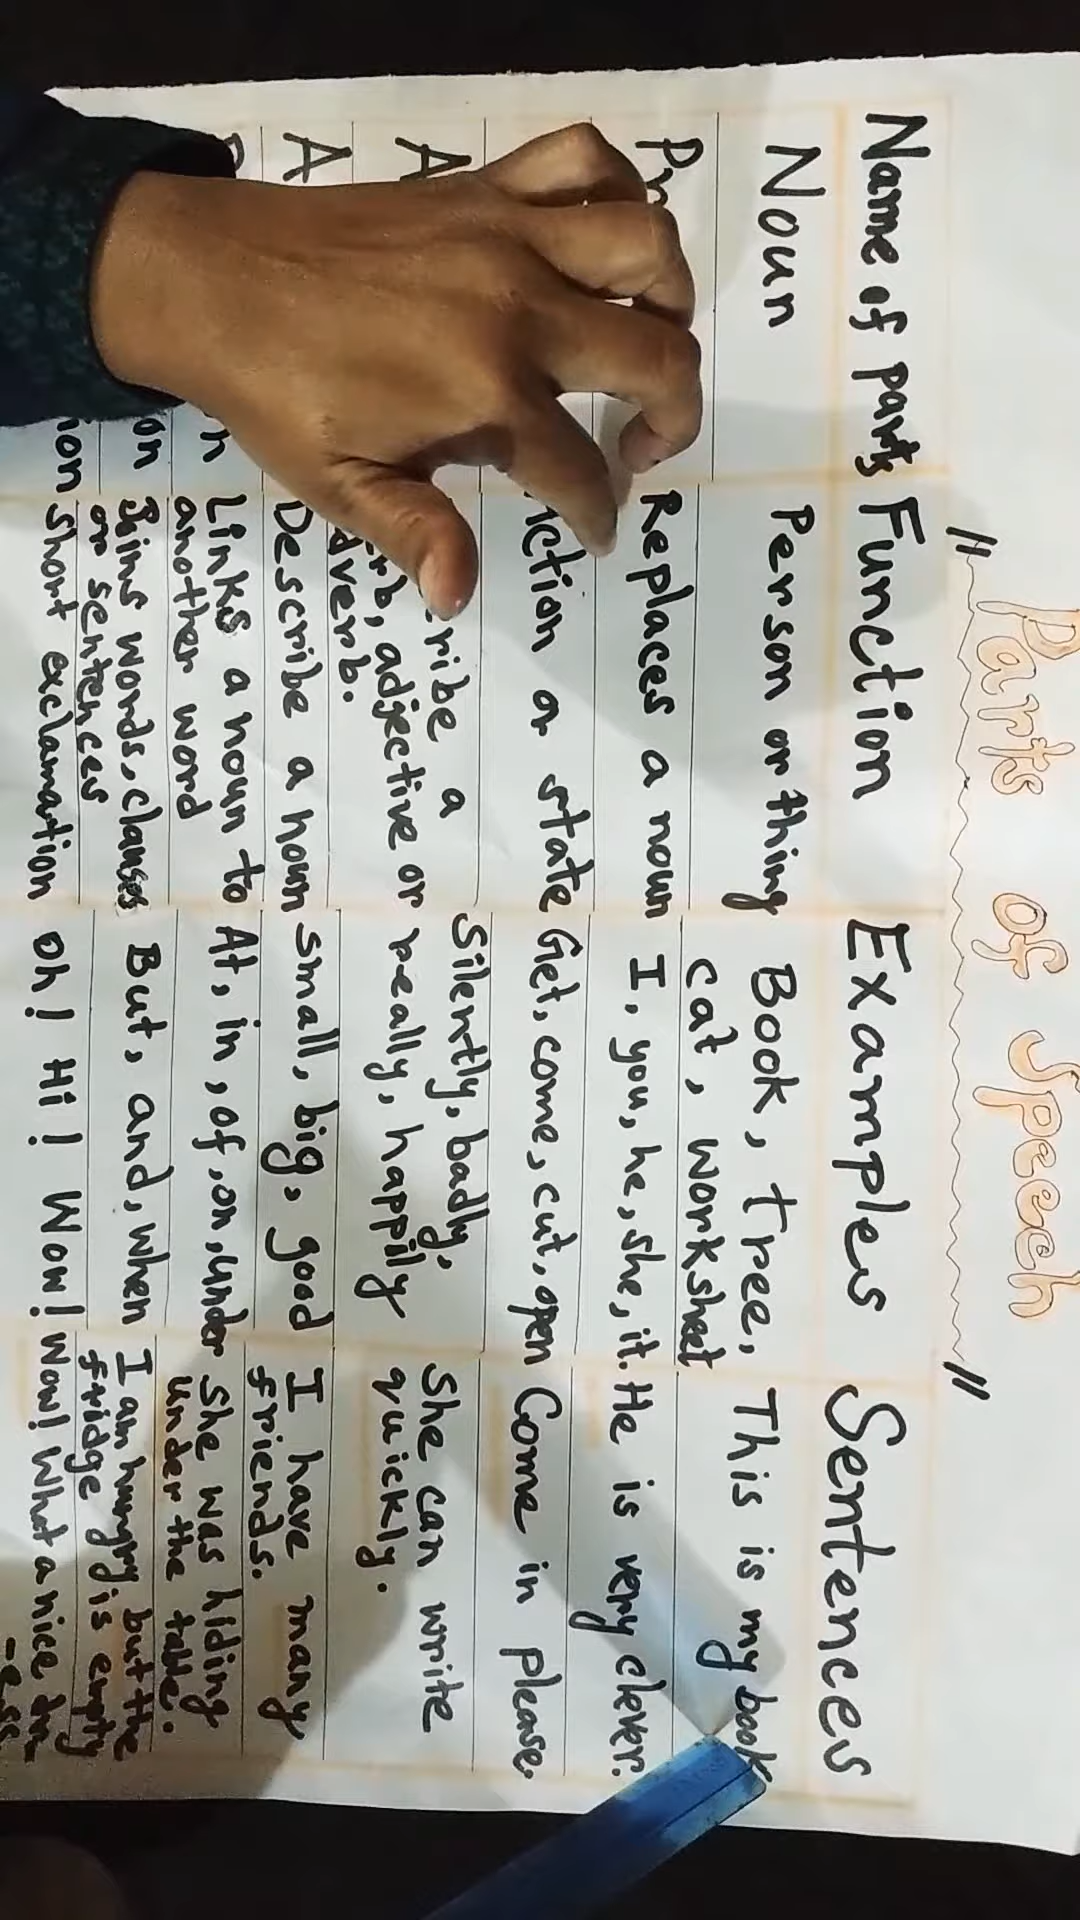 "Parts of Speech"
Name of parts Function Examples Sentences
Noun Person or thing Book, tree, cat, worksheet This is my book
Replaces a noun I, you, he, she, it. He is very clever.
or state Get, come, cut, open Come in please.
a
adjective or
Silently, badly,
really, happily
She can write
quickly.
Describe a noun small, big, good I have many
friends.
Links a noun to
another word
At, in, of, on, under She was hiding
under the table.
Joins words, clauses
or sentences
But, and, when I am hungry but the
fridge is empty
Short exclamation Oh! Hi! Wow! Wow! What a nice